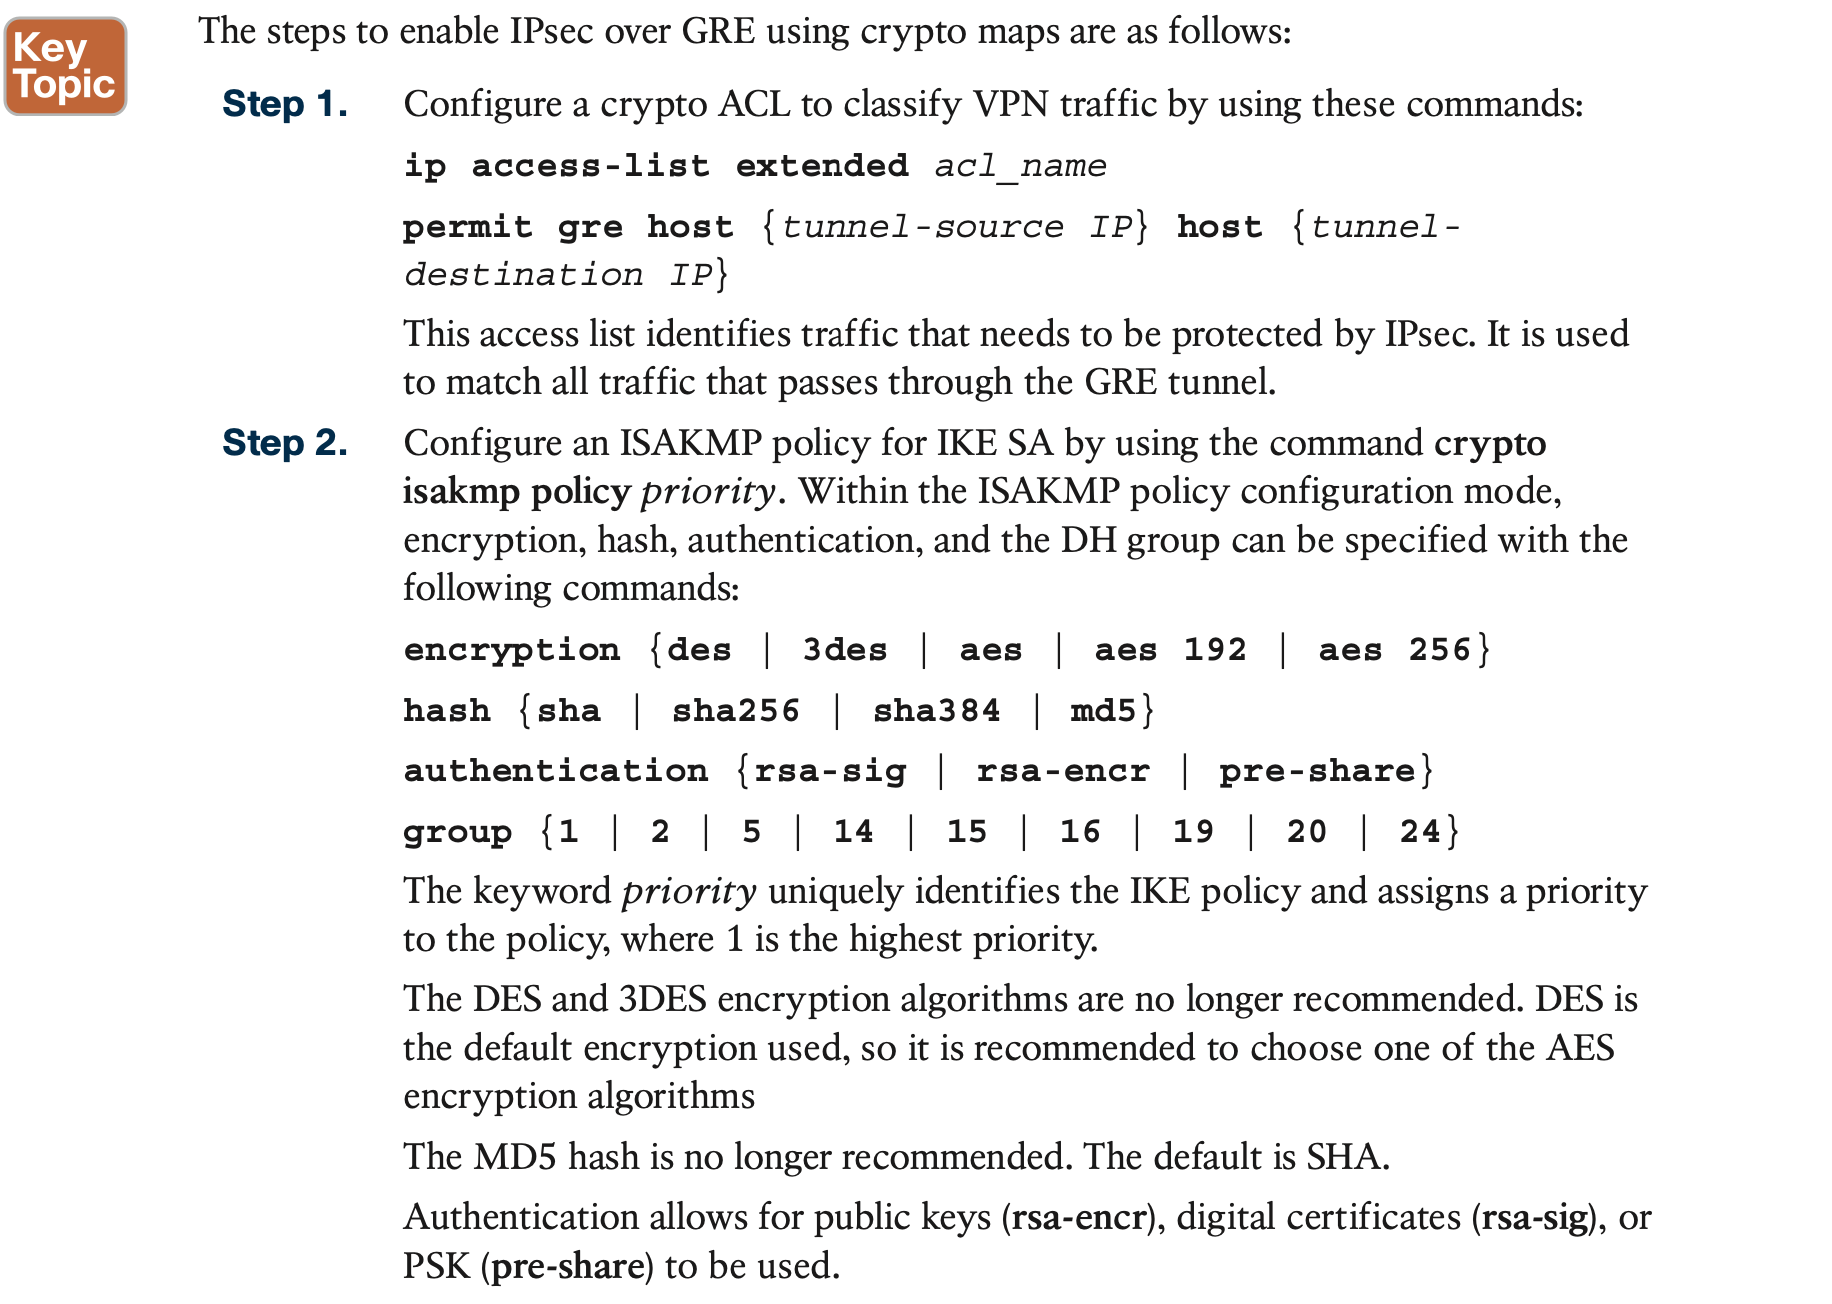 Key
Topic
The steps to enable IPsec over GRE using crypto maps are as follows:
Step 1. Configure a crypto ACL to classify VPN traffic by using these commands:
ip access-list extended acl_name
permit gre host {tunnel-source IP} host {tunnel-
destination IP}
This access list identifies traffic that needs to be protected by IPsec. It is used
to match all traffic that passes through the GRE tunnel.
Step 2. Configure an ISAKMP policy for IKE SA by using the command crypto
isakmp policy priority. Within the ISAKMP policy configuration mode,
encryption, hash, authentication, and the DH group can be specified with the
following commands:
encryption {des | 3des | aes | aes 192 | aes 256}
hash {sha | sha256 | sha384 | md5}
authentication {rsa-sig | rsa-encr | pre-share}
group {1 | 2 | 5 | 14 | 15 | 16 | 19 | 20 | 24}
The keyword priority uniquely identifies the IKE policy and assigns a priority
to the policy, where 1 is the highest priority.
The DES and 3DES encryption algorithms are no longer recommended. DES is
the default encryption used, so it is recommended to choose one of the AES
encryption algorithms
The MD5 hash is no longer recommended. The default is SHA.
Authentication allows for public keys (rsa-encr), digital certificates (rsa-sig), or
PSK (pre-share) to be used.